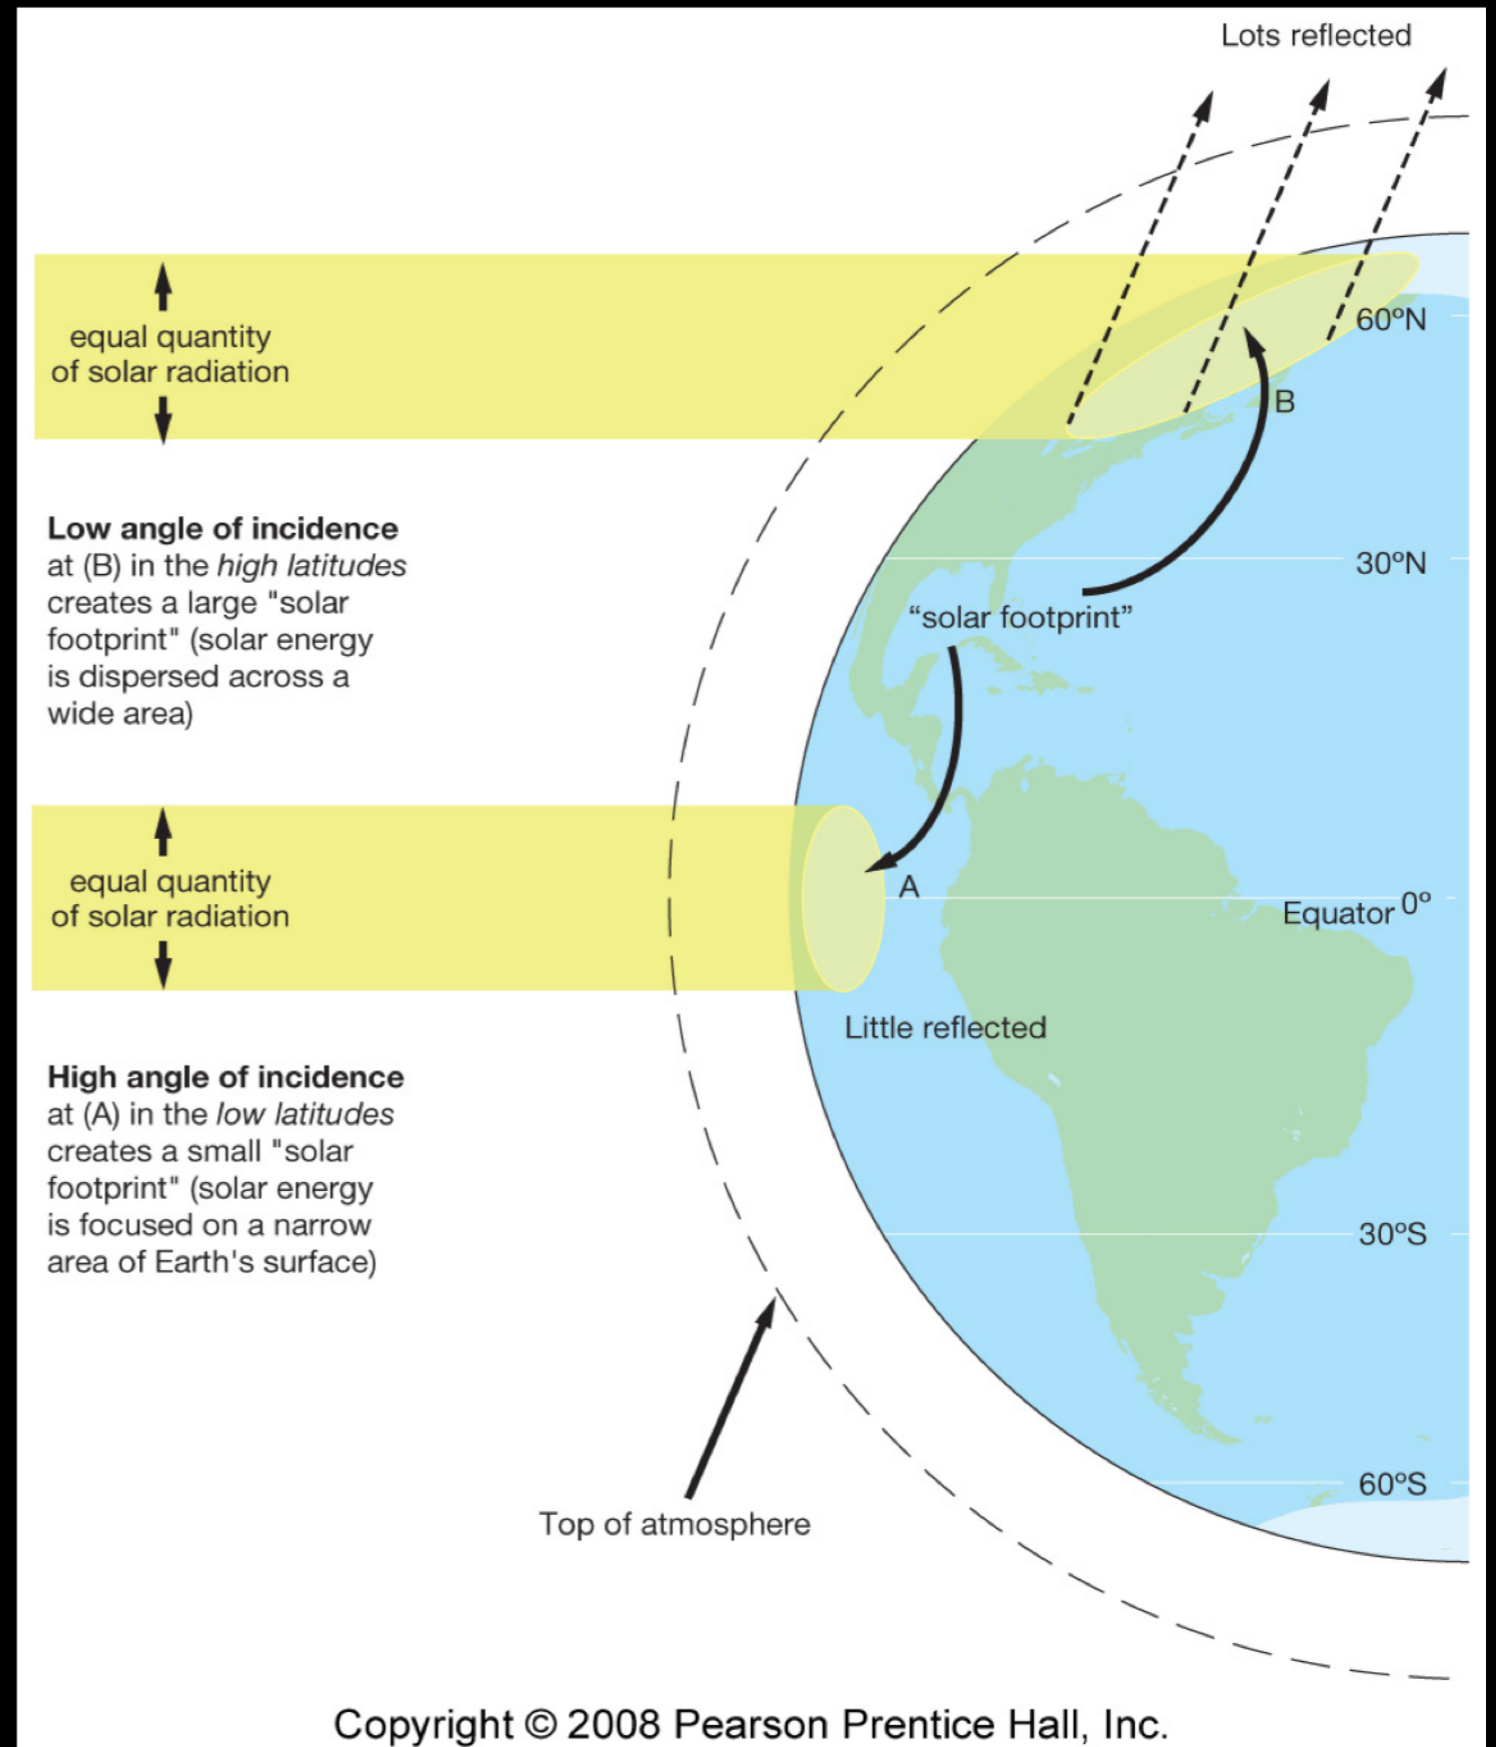 Lots reflected
equal quantity
of solar radiation
60°N
B
Low angle of incidence
at (B) in the high latitudes
creates a large "solar
footprint" (solar energy
is dispersed across a
wide area)
30°N
“solar footprint”
equal quantity
of solar radiation
A
Equator 0°
Little reflected
High angle of incidence
at (A) in the low latitudes
creates a small "solar
footprint" (solar energy
is focused on a narrow
area of Earth's surface)
30°S
60°S
Top of atmosphere
Copyright © 2008 Pearson Prentice Hall, Inc.